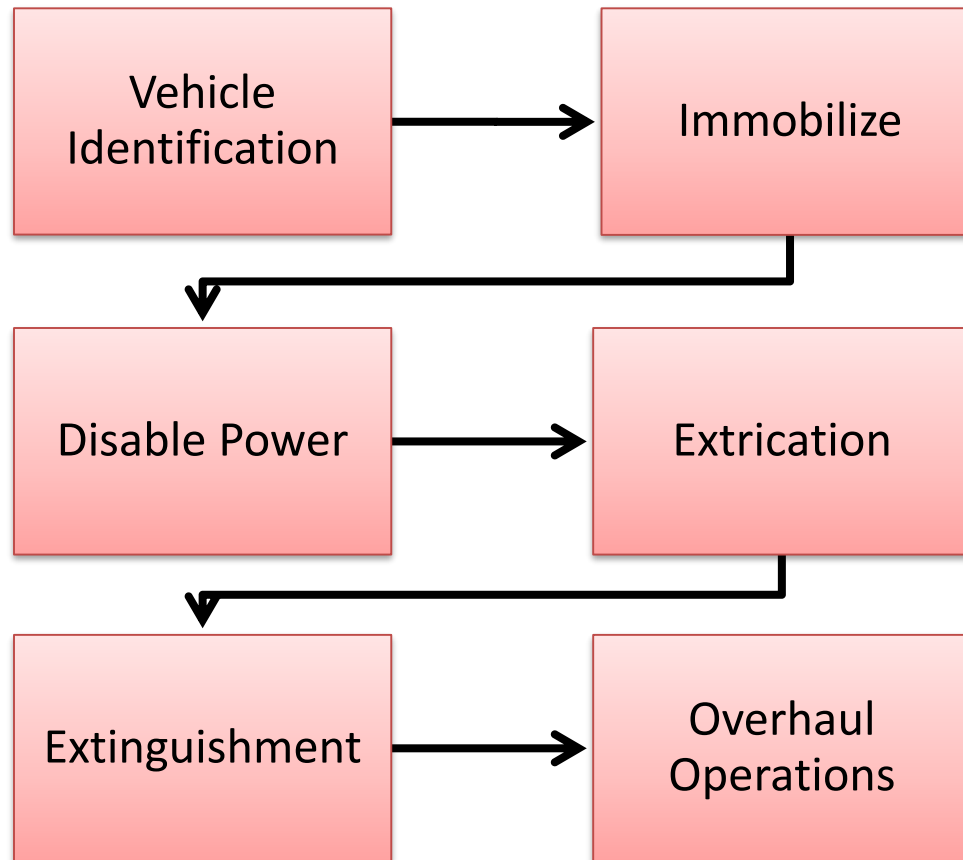 Vehicle
Identification
Immobilize
Disable Power
Extrication
Extinguishment
Overhaul
Operations